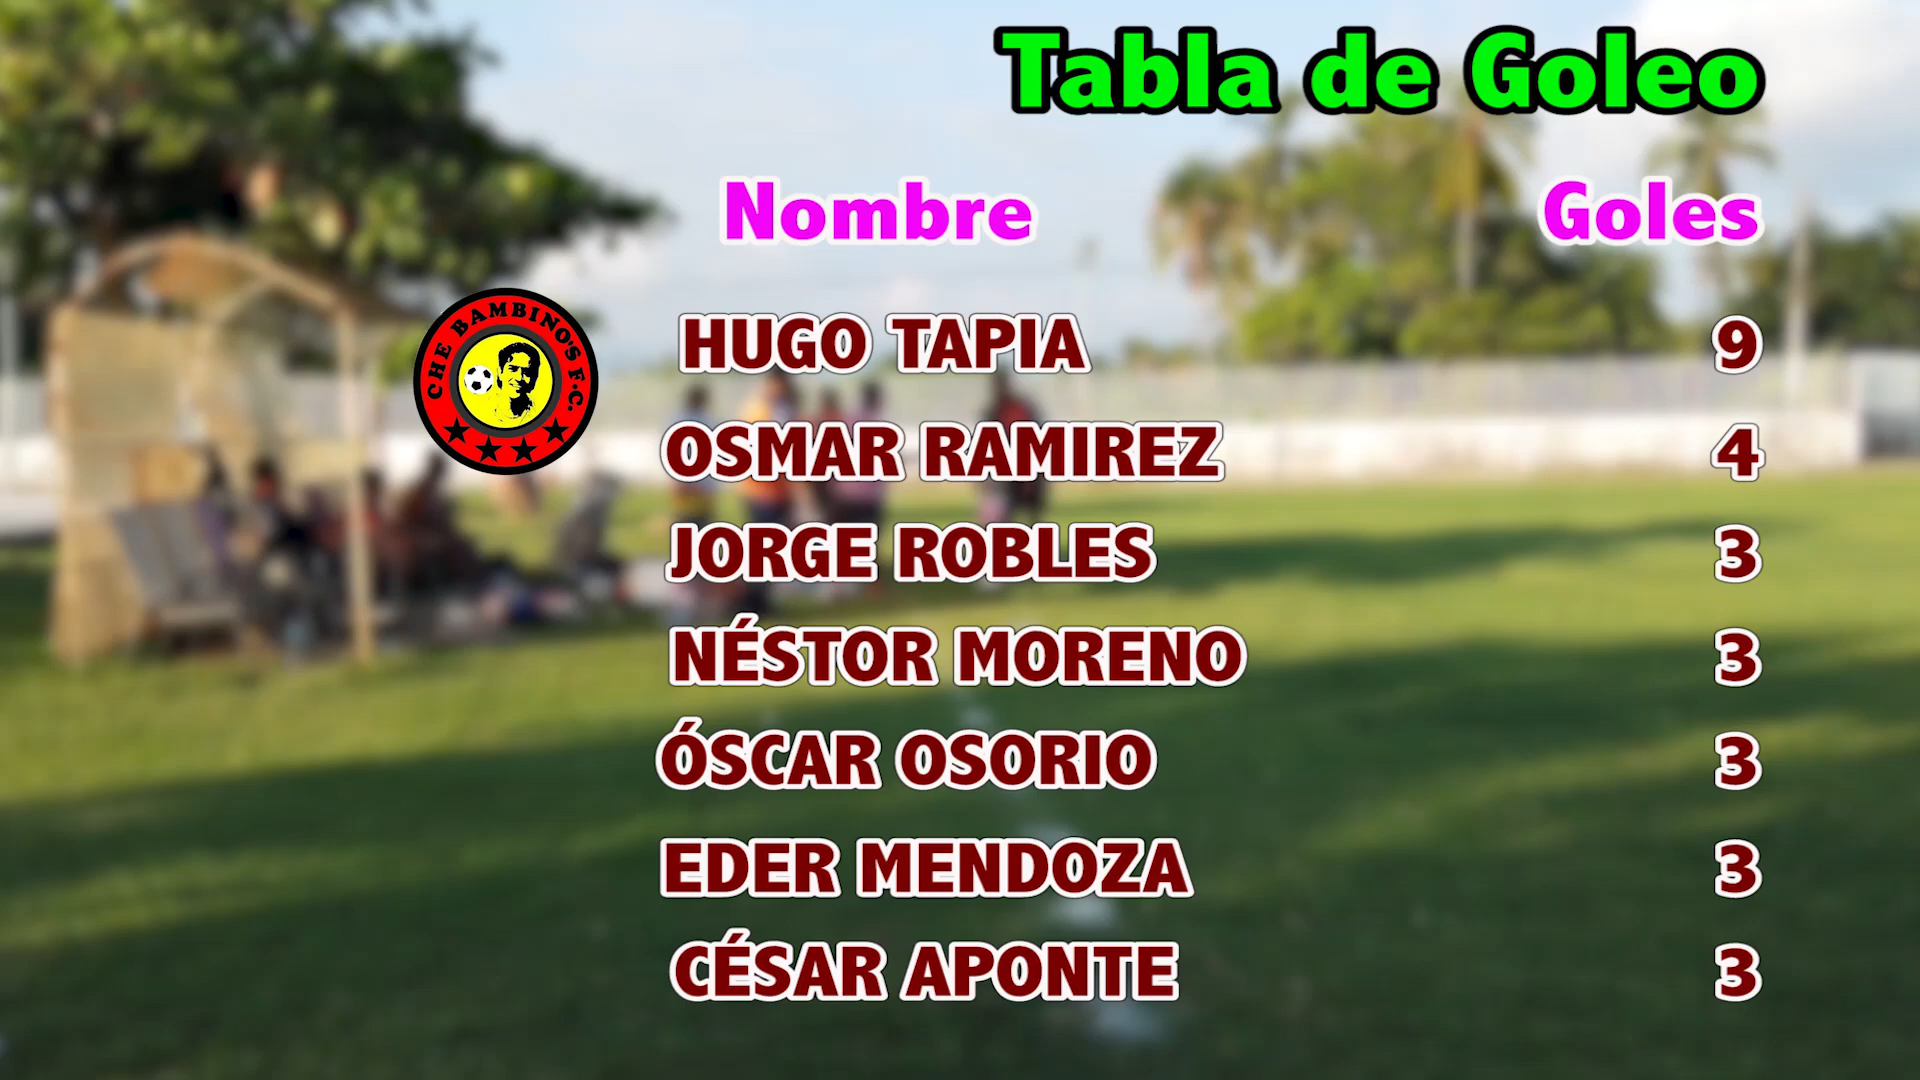 Tabla de Goleo
Nombre Goles
CHE BAMBINO'S F.C.
HUGO TAPIA 9
OSMAR RAMIREZ 4
JORGE ROBLES 3
NÉSTOR MORENO 3
ÓSCAR OSORIO 3
EDER MENDOZA 3
CÉSAR APONTE 3